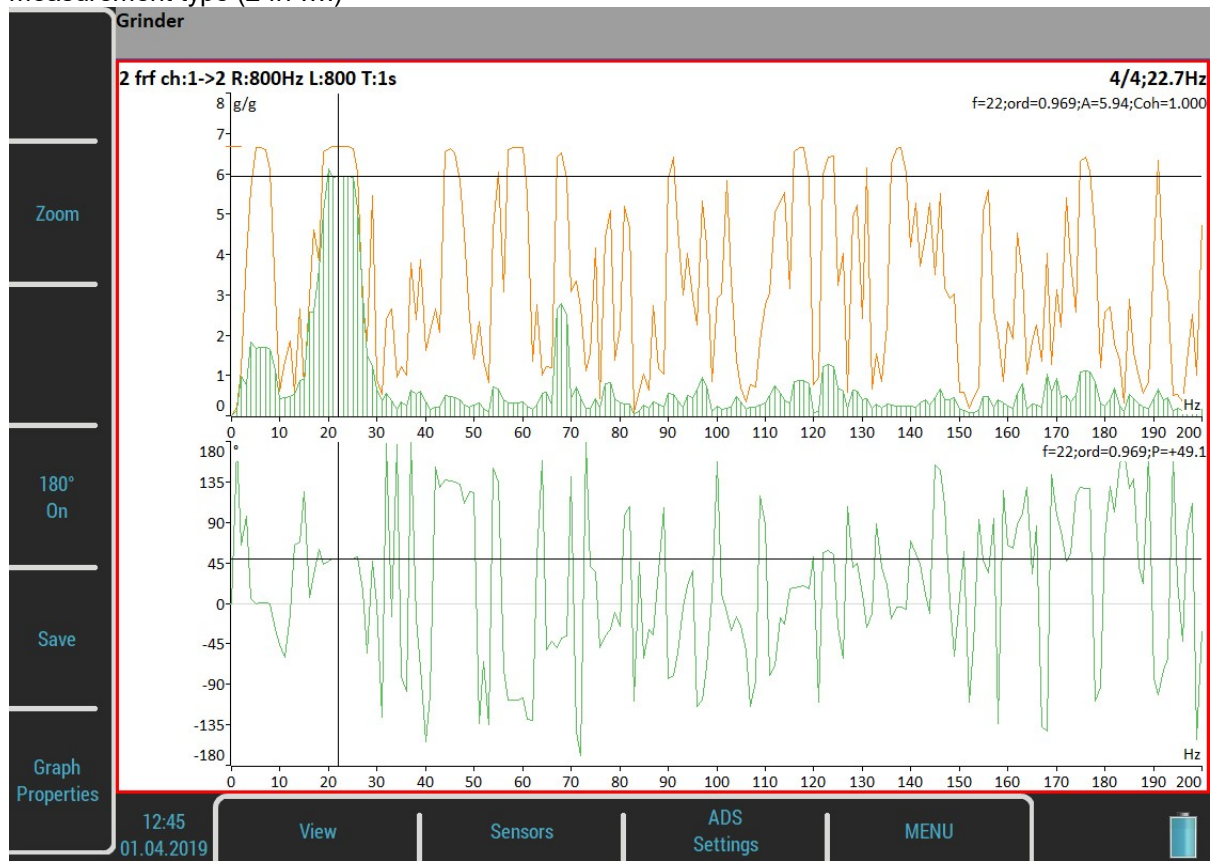 Grinder
2 frf ch:1->2 R:800Hz L:800 T:1s
4/4;22.7Hz
8 g/g
f=22;ord=0.969;A=5.94;Coh=1.000
7
6
5
4
3
2
1
0
Hz
0 10 20 30 40 50 60 70 80 90 100 110 120 130 140 150 160 170 180 190 200
180 °
f=22;ord=0.969;P=+49.1
135
90
45
0
-45
-90
-135
-180
Hz
0 10 20 30 40 50 60 70 80 90 100 110 120 130 140 150 160 170 180 190 200
Zoom
180°
On
Save
Graph
Properties
12:45
01.04.2019
View
Sensors
ADS
Settings
MENU